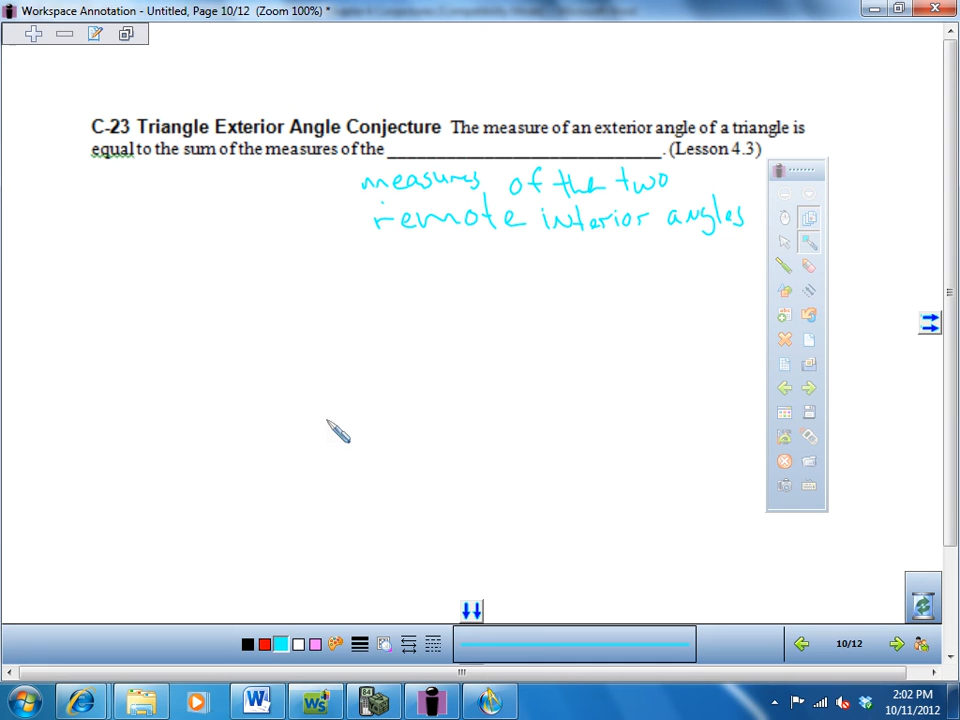 Workspace Annotation - Untitled, Page 10/12 (Zoom 100%) *
C-23 Triangle Exterior Angle Conjecture The measure of an exterior angle of a triangle is
equal to the sum of the measures of the ____________________________. (Lesson 4.3)
measures of the two
remote interior angles
10/12
2:02 PM
10/11/2012